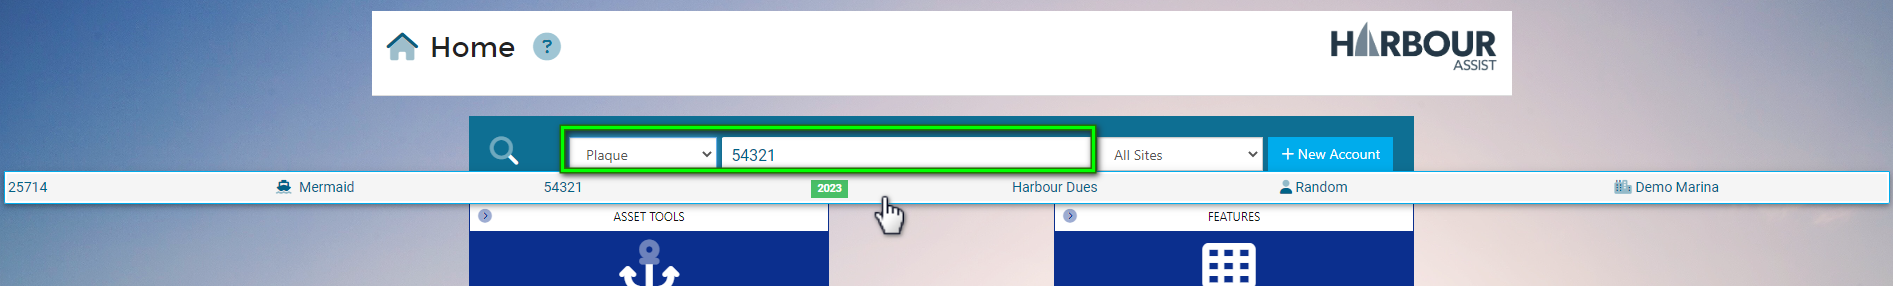 Home ?
HARBOUR
ASSIST
Plaque 54321 All Sites + New Account
25714 Mermaid 54321 2023 Harbour Dues Random Demo Marina
ASSET TOOLS FEATURES